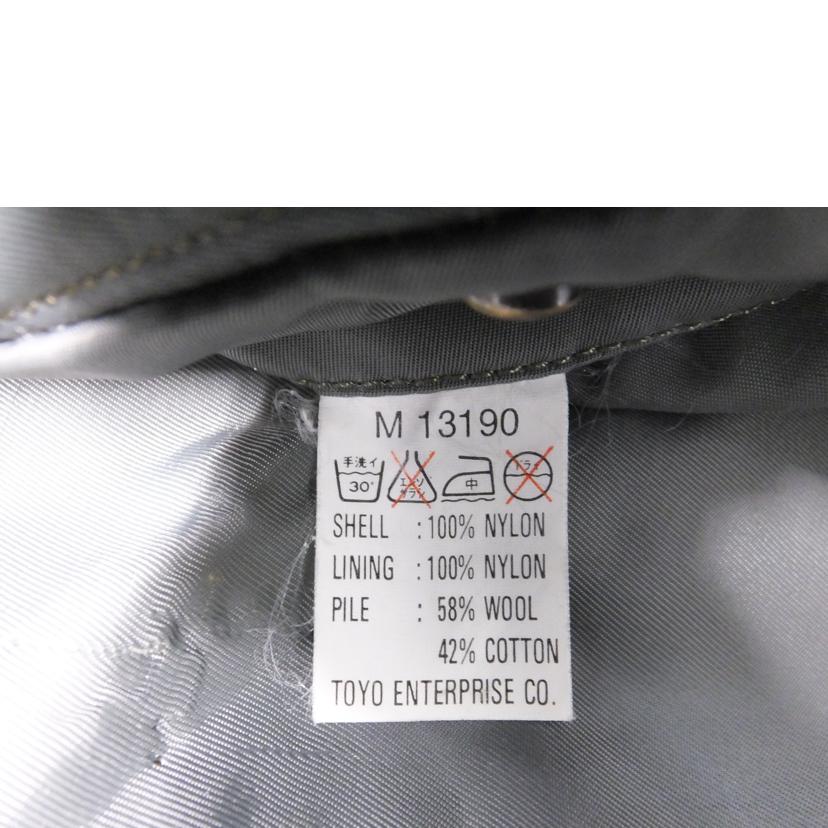 M 13190
手洗イ エンソ サラシ 中 ドライ
30°
SHELL : 100% NYLON
LINING : 100% NYLON
PILE : 58% WOOL
42% COTTON
TOYO ENTERPRISE CO.